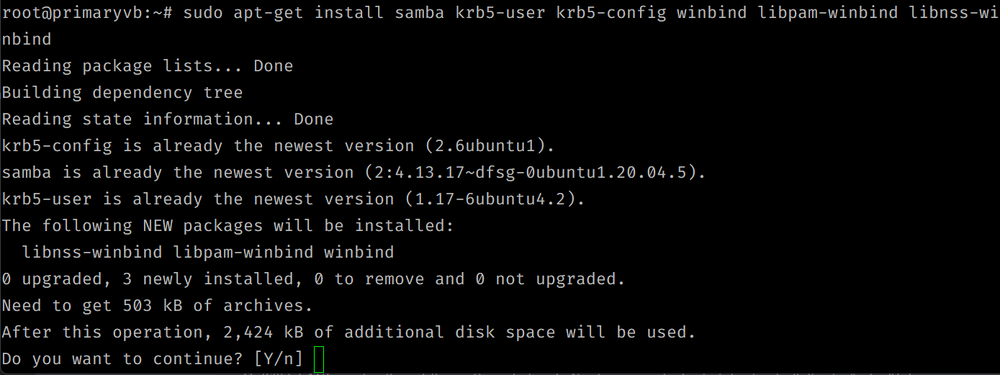 root@primaryvb:~# sudo apt-get install samba krb5-user krb5-config winbind libpam-winbind libnss-wi
nbind
Reading package lists... Done
Building dependency tree
Reading state information... Done
krb5-config is already the newest version (2.6ubuntu1).
samba is already the newest version (2:4.13.17~dfsg-0ubuntu1.20.04.5).
krb5-user is already the newest version (1.17-6ubuntu4.2).
The following NEW packages will be installed:
  libnss-winbind libpam-winbind winbind
0 upgraded, 3 newly installed, 0 to remove and 0 not upgraded.
Need to get 503 kB of archives.
After this operation, 2,424 kB of additional disk space will be used.
Do you want to continue? [Y/n]